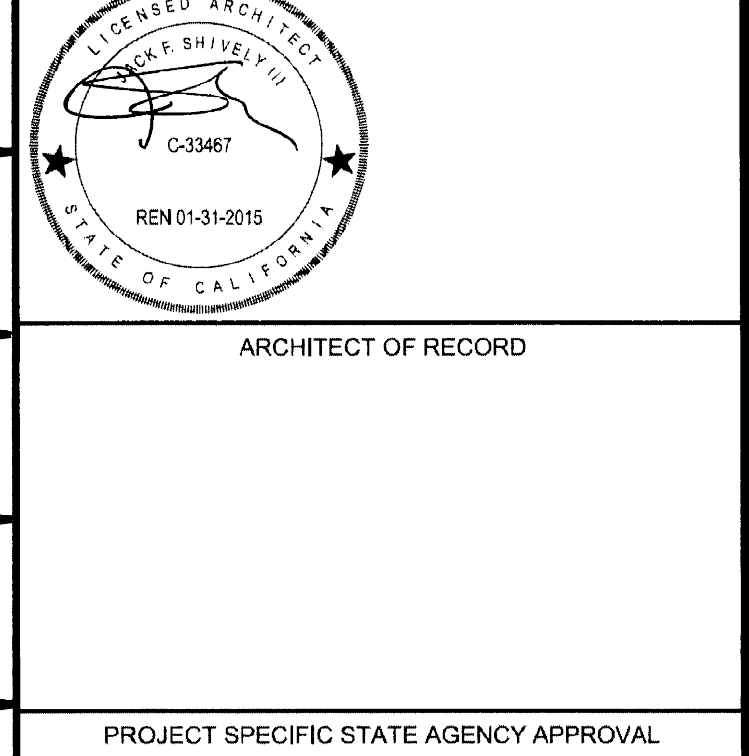 LICENSED ARCHITECT
JACK F. SHIVELY III
C-33467
REN 01-31-2015
STATE OF CALIFORNIA
ARCHITECT OF RECORD
PROJECT SPECIFIC STATE AGENCY APPROVAL